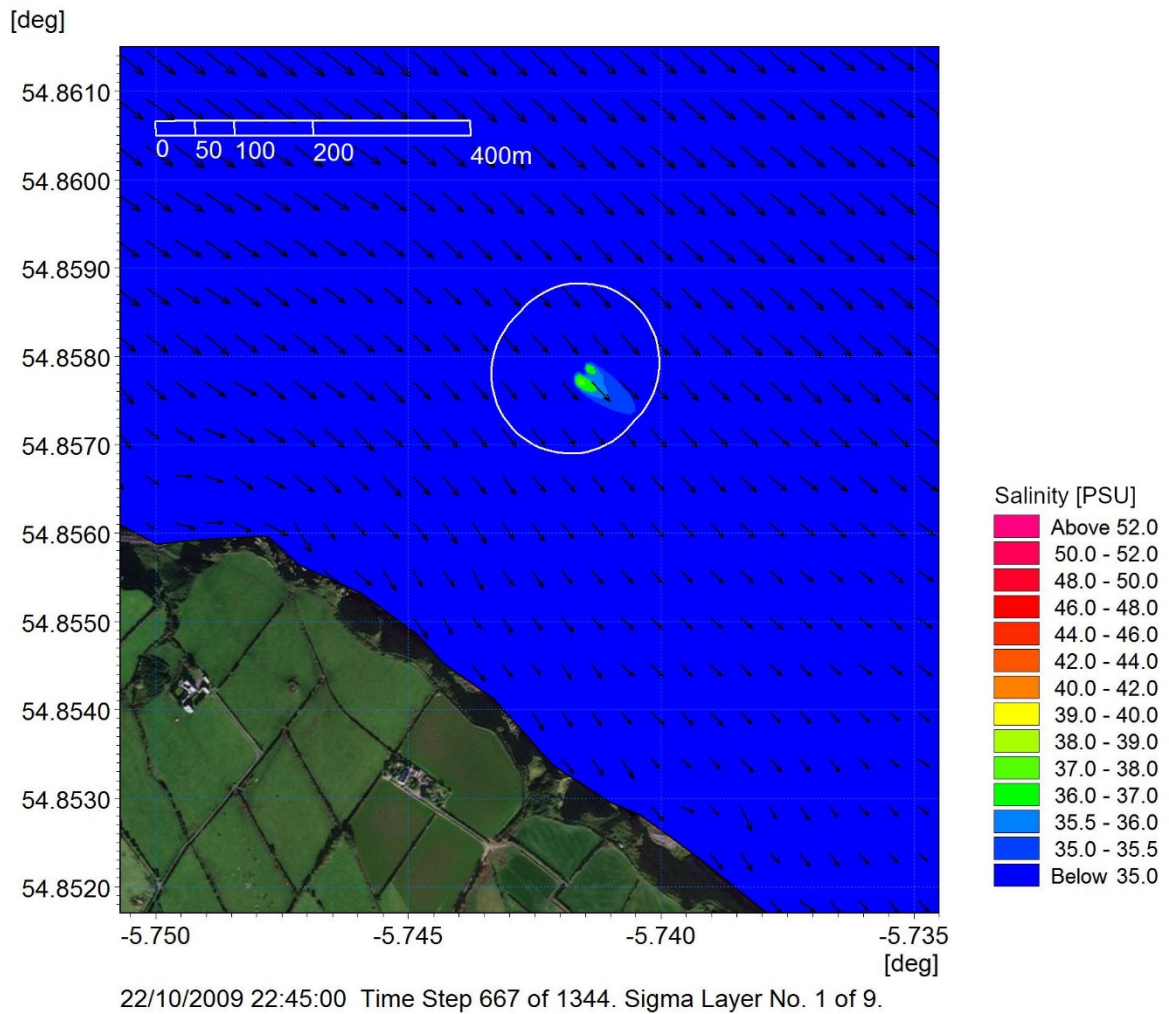 [deg]
54.8610
54.8600
54.8590
54.8580
54.8570
54.8560
54.8550
54.8540
54.8530
54.8520
0 50 100 200 400m
-5.750 -5.745 -5.740 -5.735
[deg]
Salinity [PSU]
Above 52.0
50.0 - 52.0
48.0 - 50.0
46.0 - 48.0
44.0 - 46.0
42.0 - 44.0
40.0 - 42.0
39.0 - 40.0
38.0 - 39.0
37.0 - 38.0
36.0 - 37.0
35.5 - 36.0
35.0 - 35.5
Below 35.0
22/10/2009 22:45:00 Time Step 667 of 1344. Sigma Layer No. 1 of 9.